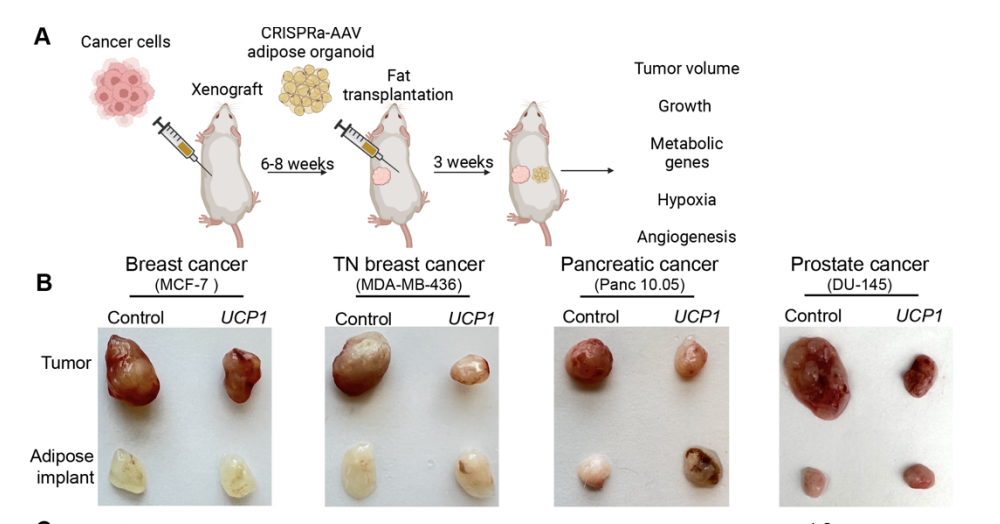 A
Cancer cells
CRISPRa-AAV
adipose organoid
Xenograft
Fat
transplantation
6-8 weeks
3 weeks
Tumor volume
Growth
Metabolic
genes
Hypoxia
Angiogenesis
B
Breast cancer
(MCF-7 )
TN breast cancer
(MDA-MB-436)
Pancreatic cancer
(Panc 10.05)
Prostate cancer
(DU-145)
Control UCP1
Control UCP1
Control UCP1
Control UCP1
Tumor
Adipose
implant